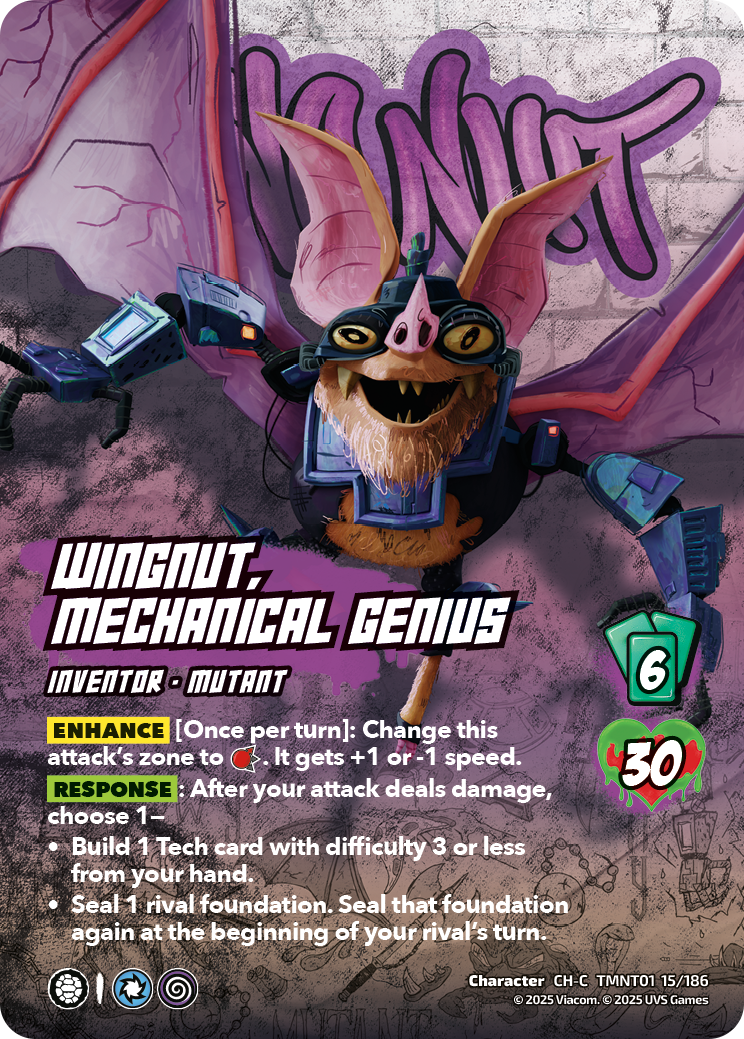 WINGNUT
WINGNUT,
MECHANICAL GENIUS
INVENTOR • MUTANT
6
30
ENHANCE [Once per turn]: Change this
attack's zone to . It gets +1 or -1 speed.
RESPONSE : After your attack deals damage,
choose 1—
• Build 1 Tech card with difficulty 3 or less
from your hand.
• Seal 1 rival foundation. Seal that foundation
again at the beginning of your rival's turn.
Character CH-C TMNT01 15/186
© 2025 Viacom. © 2025 UVS Games
MUTANT